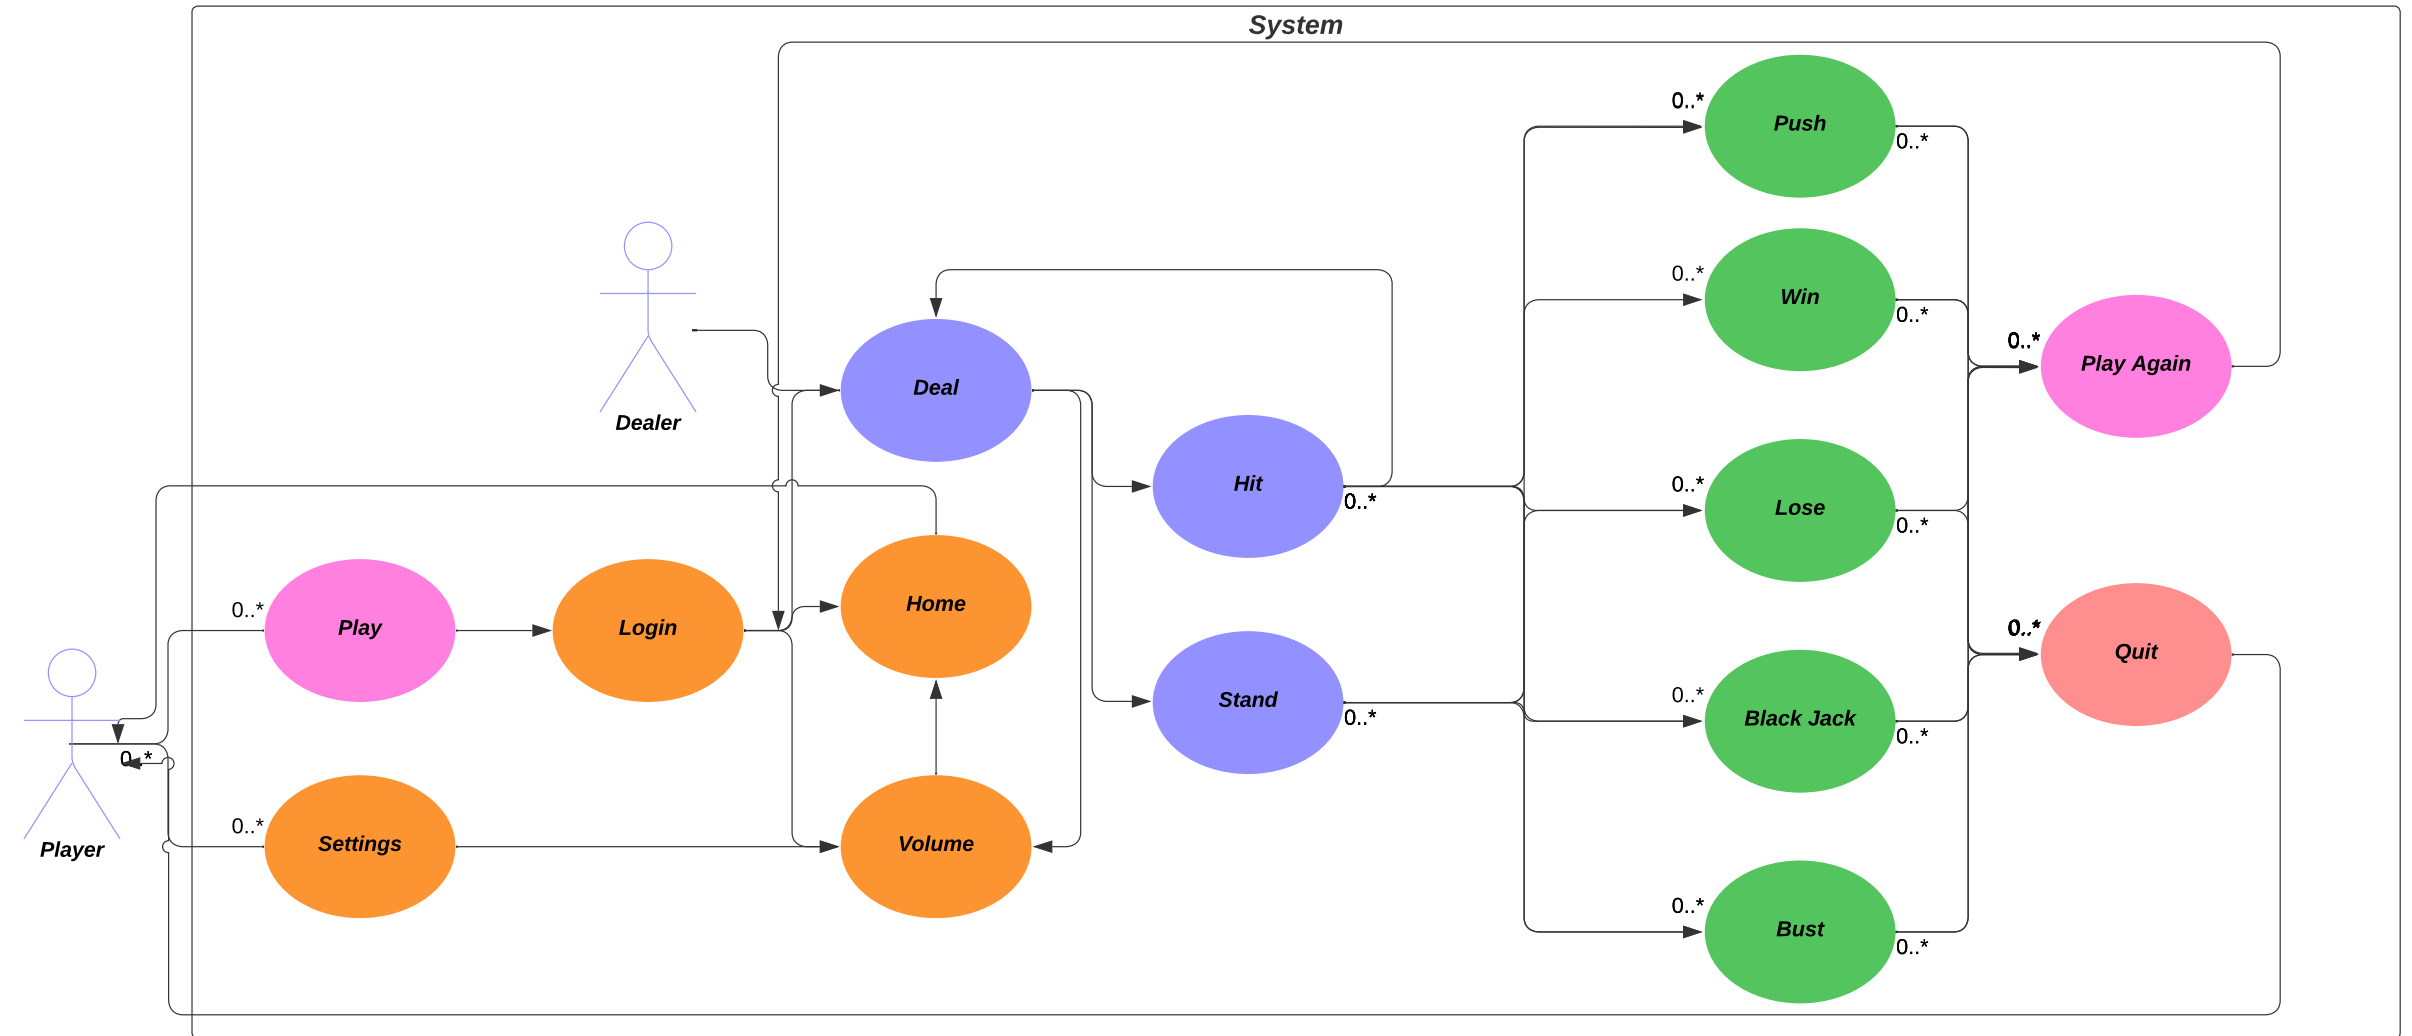 System
0..*
Push
0..*
0..*
Win
0..*
0..*
Play Again
Dealer
Deal
Hit
0..*
0..*
Lose
0..*
0..*
Play
Login
Home
Stand
0..*
0..*
Black Jack
0..*
0..*
Quit
0..*
Player
0..*
Settings
Volume
0..*
Bust
0..*